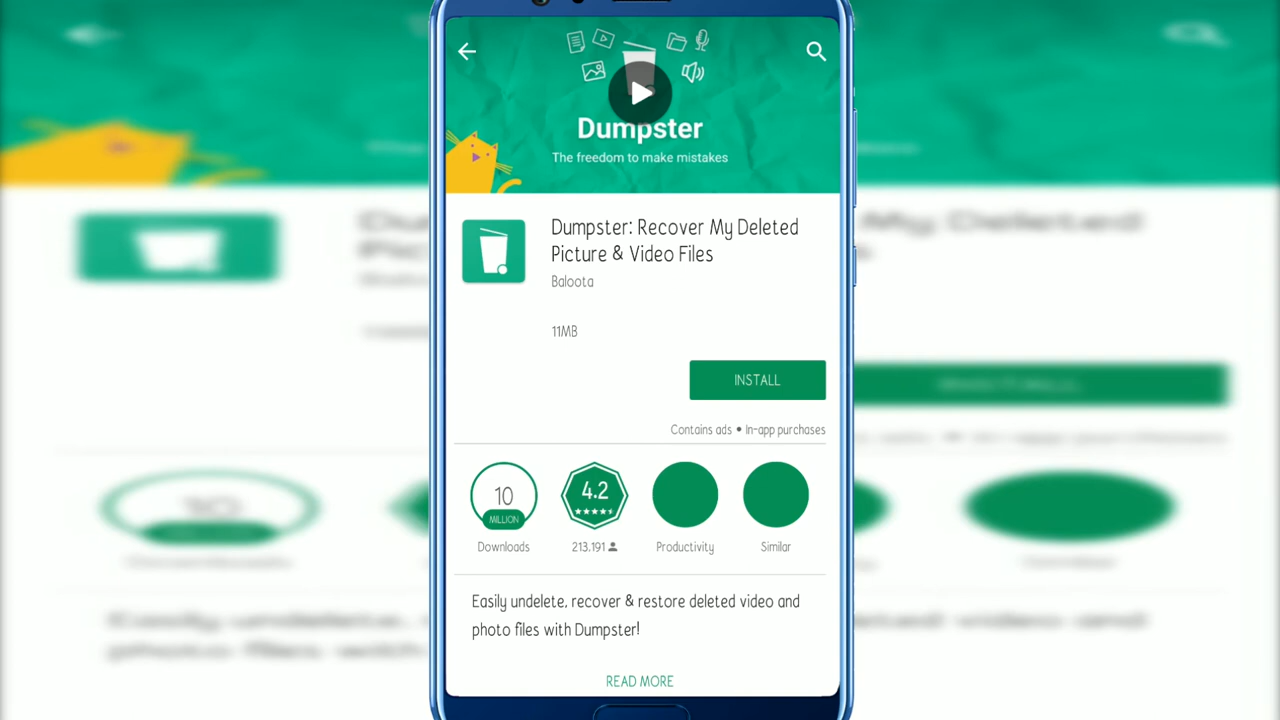 Dumpster
The freedom to make mistakes
Dumpster: Recover My Deleted
Picture & Video Files
Baloota
11MB
INSTALL
Contains ads • In-app purchases
10
MILLION
Downloads
4.2
213.191
Productivity
Similar
Easily undelete, recover & restore deleted video and
photo files with Dumpster!
READ MORE